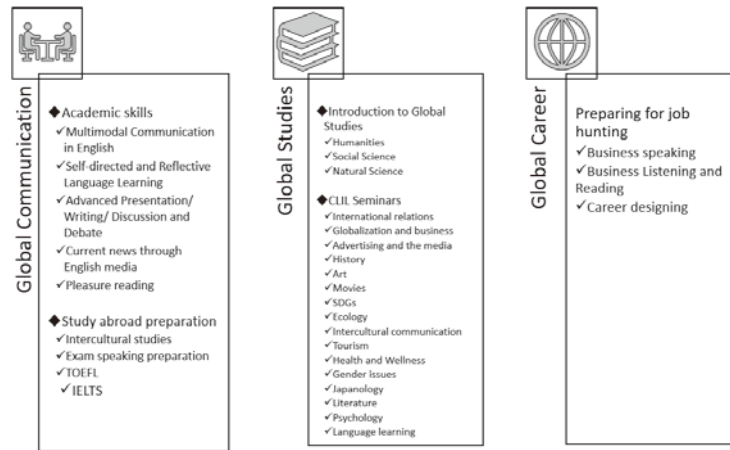 Global Communication
◆Academic skills
✓Multimodal Communication
in English
✓Self-directed and Reflective
Language Learning
✓Advanced Presentation/
Writing/ Discussion and
Debate
✓Current news through
English media
✓Pleasure reading
◆Study abroad preparation
✓Intercultural studies
✓Exam speaking preparation
✓TOEFL
✓IELTS
Global Studies
◆Introduction to Global
Studies
✓Humanities
✓Social Science
✓Natural Science
◆CLIL Seminars
✓International relations
✓Globalization and business
✓Advertising and the media
✓History
✓Art
✓Movies
✓SDGs
✓Ecology
✓Intercultural communication
✓Tourism
✓Health and Wellness
✓Gender issues
✓Japanology
✓Literature
✓Psychology
✓Language learning
Global Career
Preparing for job
hunting
✓Business speaking
✓Business Listening and
Reading
✓Career designing